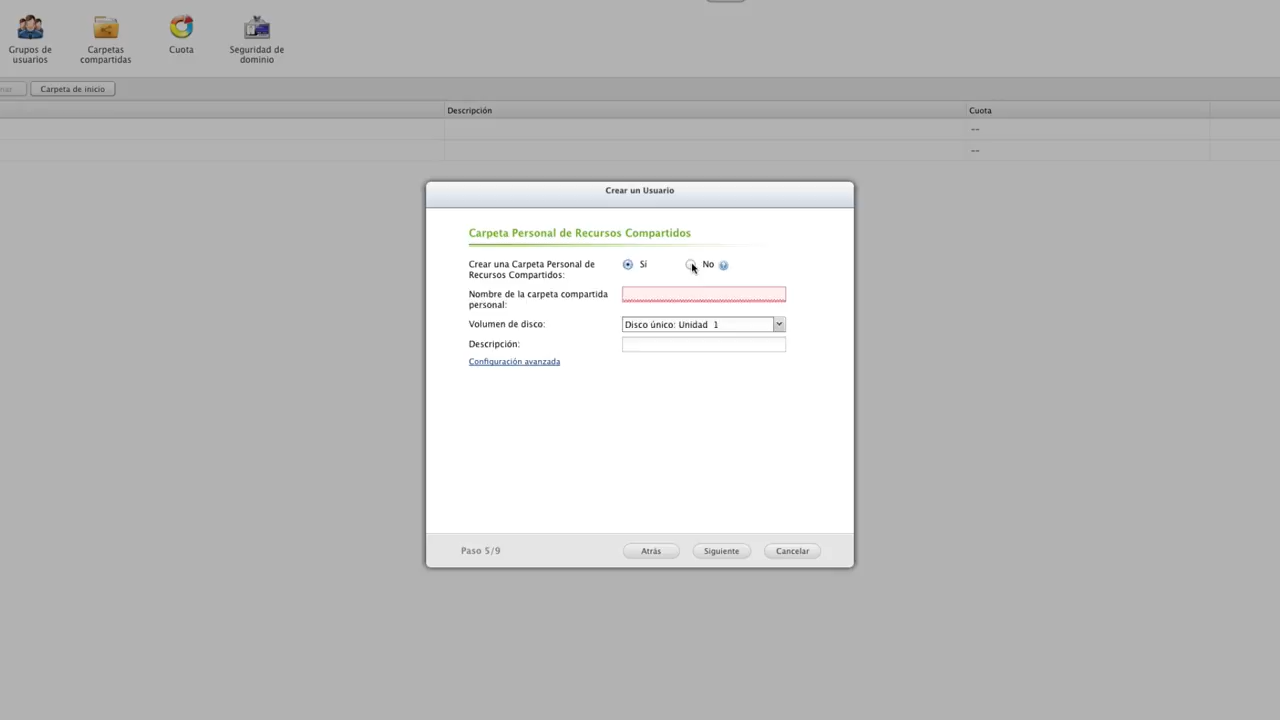 Grupos de
usuarios
Carpetas
compartidas
Cuota
Seguridad de
dominio
Carpeta de inicio
Descripción
Cuota
--
--
Crear un Usuario
Carpeta Personal de Recursos Compartidos
Crear una Carpeta Personal de
Recursos Compartidos:
Sí
No
Nombre de la carpeta compartida
personal:
Volumen de disco:
Disco único: Unidad 1
Descripción:
Configuración avanzada
Paso 5/9
Atrás
Siguiente
Cancelar